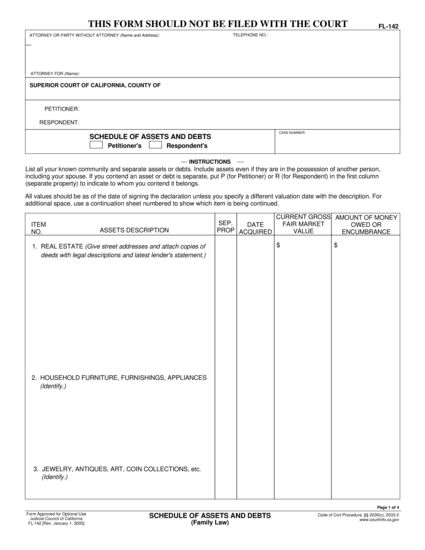 THIS FORM SHOULD NOT BE FILED WITH THE COURT
FL-142
ATTORNEY OR PARTY WITHOUT ATTORNEY (Name and Address):
TELEPHONE NO.:
ATTORNEY FOR (Name):
SUPERIOR COURT OF CALIFORNIA, COUNTY OF
PETITIONER:
RESPONDENT:
SCHEDULE OF ASSETS AND DEBTS
Petitioner's Respondent's
CASE NUMBER:
— INSTRUCTIONS —
List all your known community and separate assets or debts. Include assets even if they are in the possession of another person,
including your spouse. If you contend an asset or debt is separate, put P (for Petitioner) or R (for Respondent) in the first column
(separate property) to indicate to whom you contend it belongs.
All values should be as of the date of signing the declaration unless you specify a different valuation date with the description. For
additional space, use a continuation sheet numbered to show which item is being continued.
ITEM
NO.
ASSETS DESCRIPTION
SEP.
PROP
DATE
ACQUIRED
CURRENT GROSS
FAIR MARKET
VALUE
AMOUNT OF MONEY
OWED OR
ENCUMBRANCE
1. REAL ESTATE (Give street addresses and attach copies of
deeds with legal descriptions and latest lender's statement.)
$
$
2. HOUSEHOLD FURNITURE, FURNISHINGS, APPLIANCES
(Identify.)
3. JEWELRY, ANTIQUES, ART, COIN COLLECTIONS, etc.
(Identify.)
Page 1 of 4
Form Approved for Optional Use
Judicial Council of California
FL-142 [Rev. January 1, 2005]
SCHEDULE OF ASSETS AND DEBTS
(Family Law)
Code of Civil Procedure, §§ 2030(c), 2033.5
www.courtinfo.ca.gov